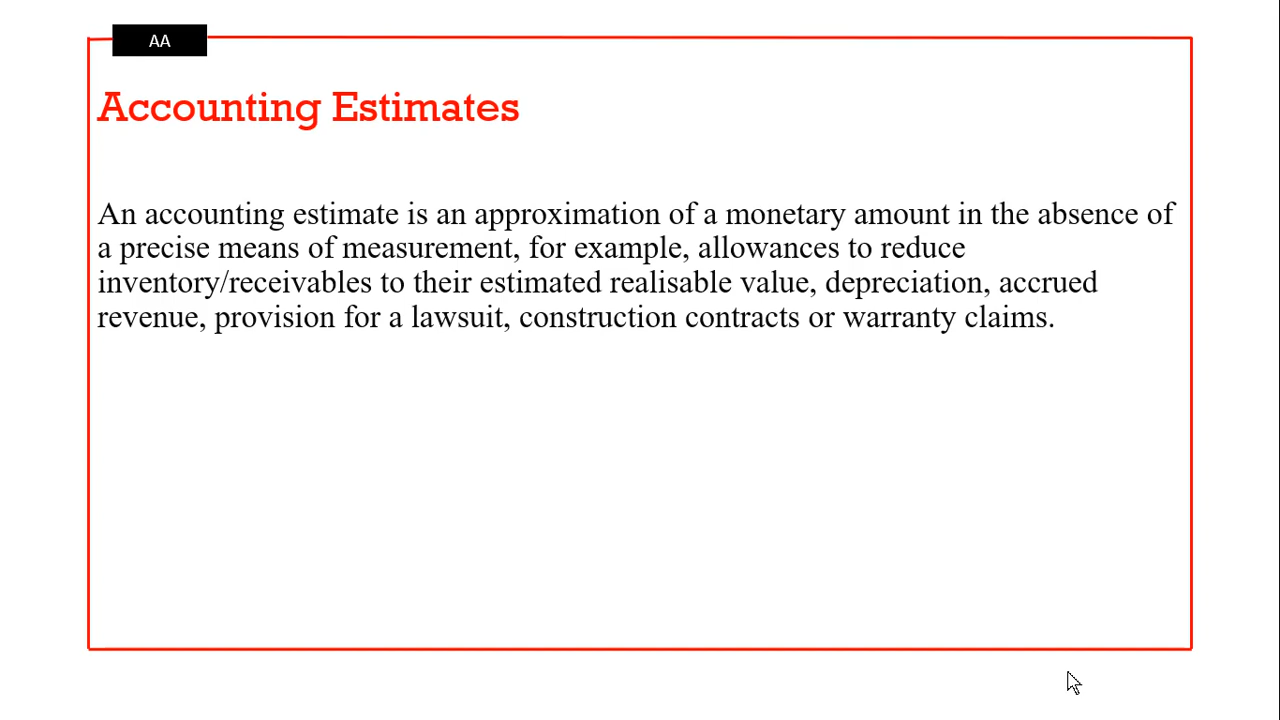 AA
Accounting Estimates
An accounting estimate is an approximation of a monetary amount in the absence of
a precise means of measurement, for example, allowances to reduce
inventory/receivables to their estimated realisable value, depreciation, accrued
revenue, provision for a lawsuit, construction contracts or warranty claims.